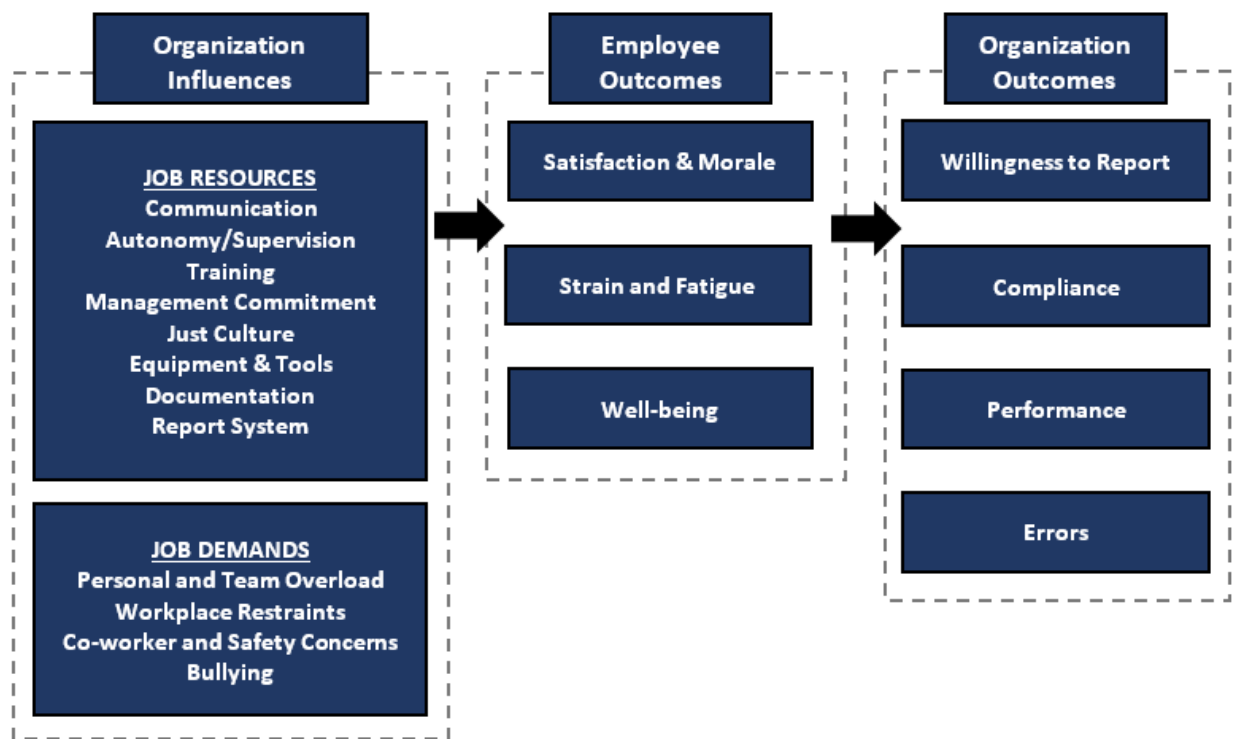 Organization
Influences
JOB RESOURCES
Communication
Autonomy/Supervision
Training
Management Commitment
Just Culture
Equipment & Tools
Documentation
Report System
JOB DEMANDS
Personal and Team Overload
Workplace Restraints
Co-worker and Safety Concerns
Bullying
Employee
Outcomes
Satisfaction & Morale
Strain and Fatigue
Well-being
Organization
Outcomes
Willingness to Report
Compliance
Performance
Errors